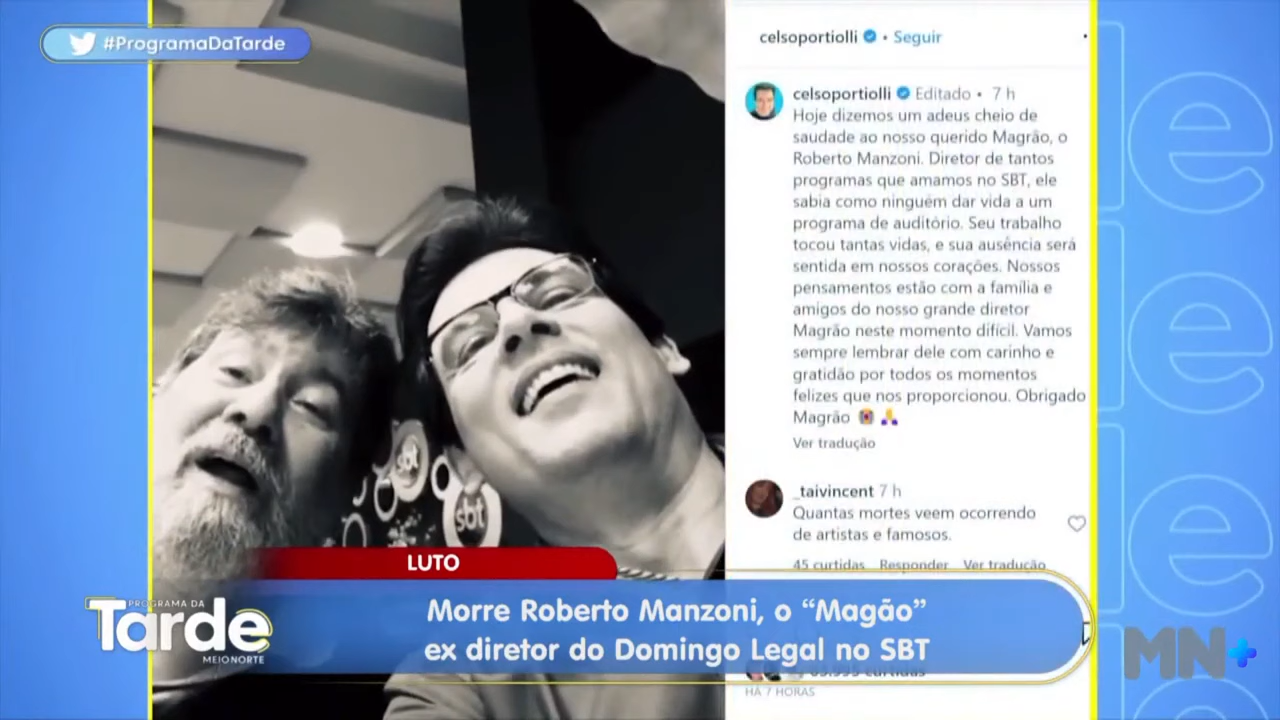 #ProgramaDaTarde
celsoportiolli • Seguir
celsoportiolli Editado • 7 h
Hoje dizemos um adeus cheio de
saudade ao nosso querido Magrão, o
Roberto Manzoni. Diretor de tantos
programas que amamos no SBT, ele
sabia como ninguém dar vida a um
programa de auditório. Seu trabalho
tocou tantas vidas, e sua ausência será
sentida em nossos corações. Nossos
pensamentos estão com a família e
amigos do nosso grande diretor
Magrão neste momento difícil. Vamos
sempre lembrar dele com carinho e
gratidão por todos os momentos
felizes que nos proporcionou. Obrigado
Magrão
Ver tradução
_taivincent 7 h
Quantas mortes veem ocorrendo
de artistas e famosos.
45 curtidas Responder Ver tradução
sbt
sbt
LUTO
Morre Roberto Manzoni, o “Magão”
ex diretor do Domingo Legal no SBT
PROGRAMA DA
Tarde
MEIO NORTE
curtidas
HÁ 7 HORAS
MN+